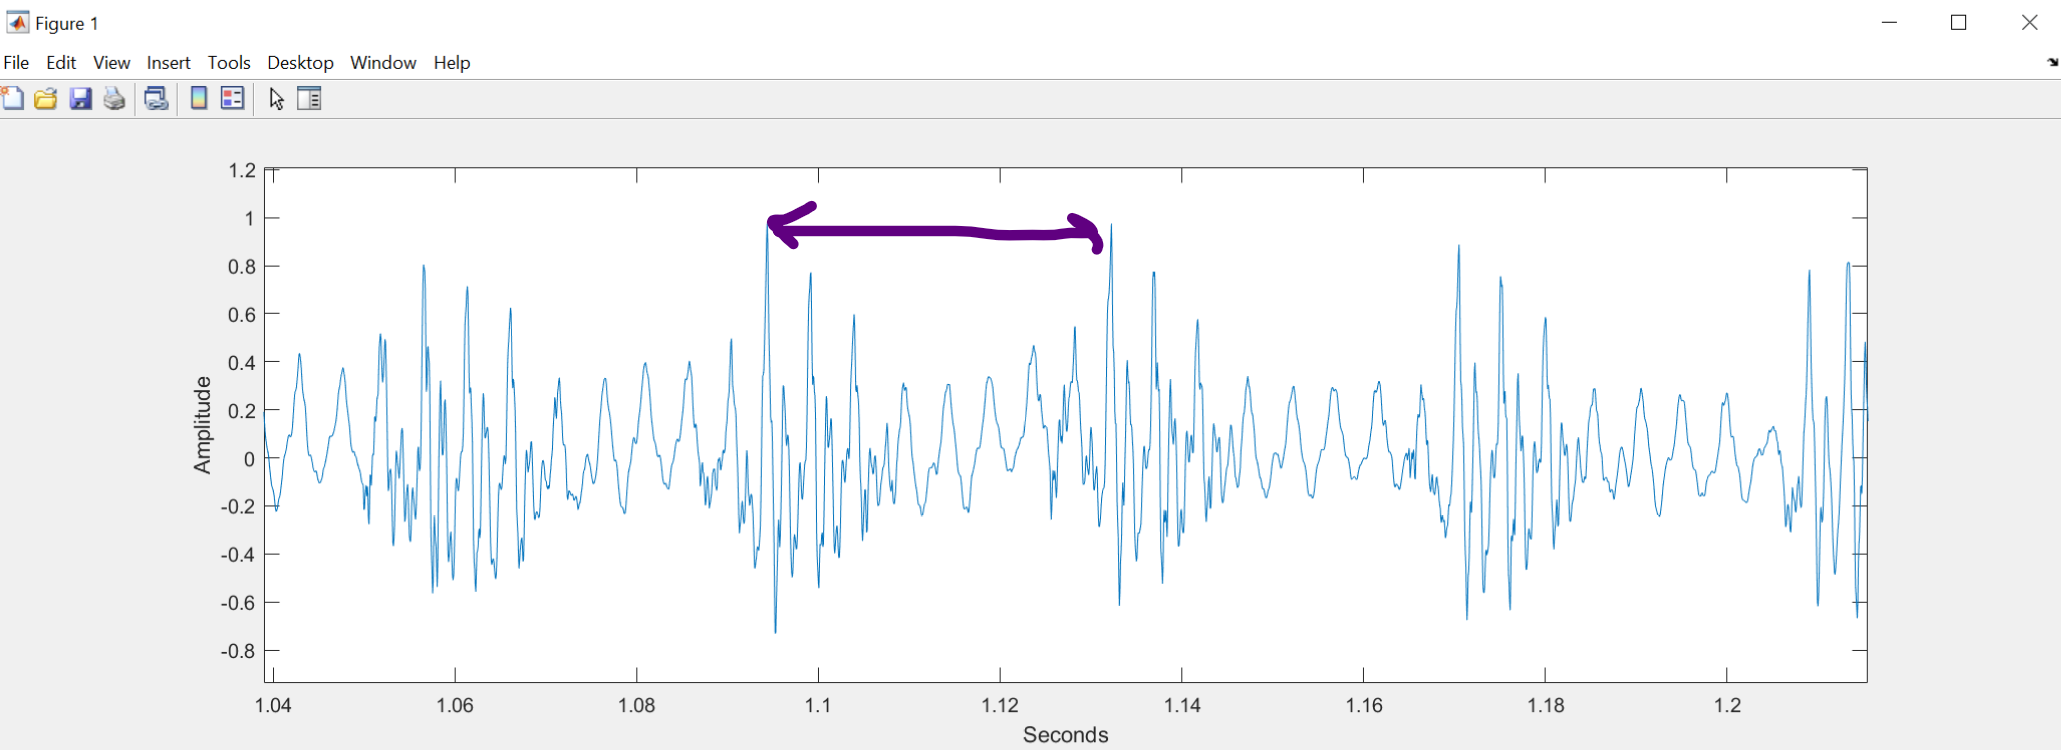 Figure 1
File Edit View Insert Tools Desktop Window Help
1.2
1
0.8
0.6
0.4
0.2
0
-0.2
-0.4
-0.6
-0.8
Amplitude
1.04 1.06 1.08 1.1 1.12 1.14 1.16 1.18 1.2
Seconds